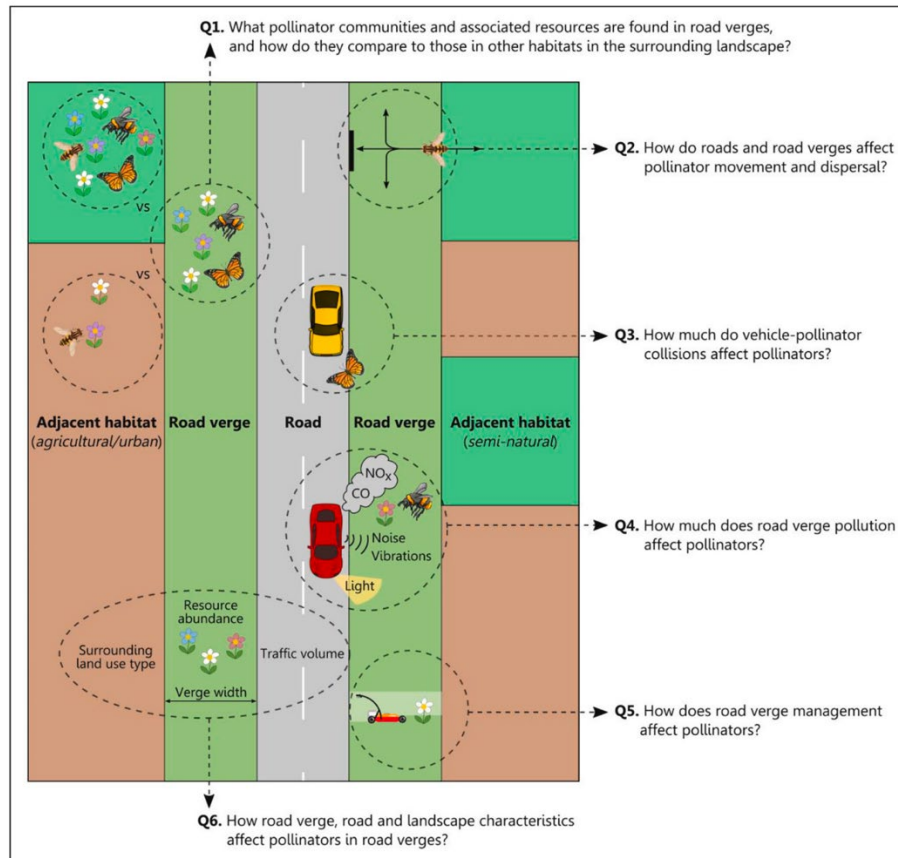 Q1. What pollinator communities and associated resources are found in road verges,
and how do they compare to those in other habitats in the surrounding landscape?
vs
vs
Q2. How do roads and road verges affect
pollinator movement and dispersal?
Q3. How much do vehicle-pollinator
collisions affect pollinators?
Adjacent habitat
(agricultural/urban)
Road verge
Road
Road verge
Adjacent habitat
(semi-natural)
NOx
CO
Noise
Vibrations
Light
Q4. How much does road verge pollution
affect pollinators?
Surrounding
land use type
Resource
abundance
Verge width
Traffic volume
Q5. How does road verge management
affect pollinators?
Q6. How road verge, road and landscape characteristics
affect pollinators in road verges?